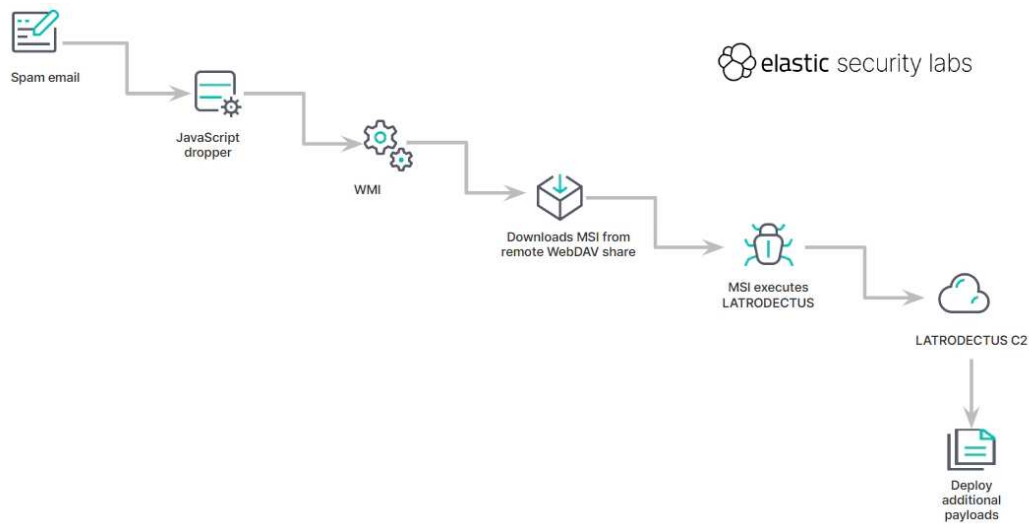 elastic security labs
Spam email
JavaScript
dropper
WMI
Downloads MSI from
remote WebDAV share
MSI executes
LATRODECTUS
LATRODECTUS C2
Deploy
additional
payloads